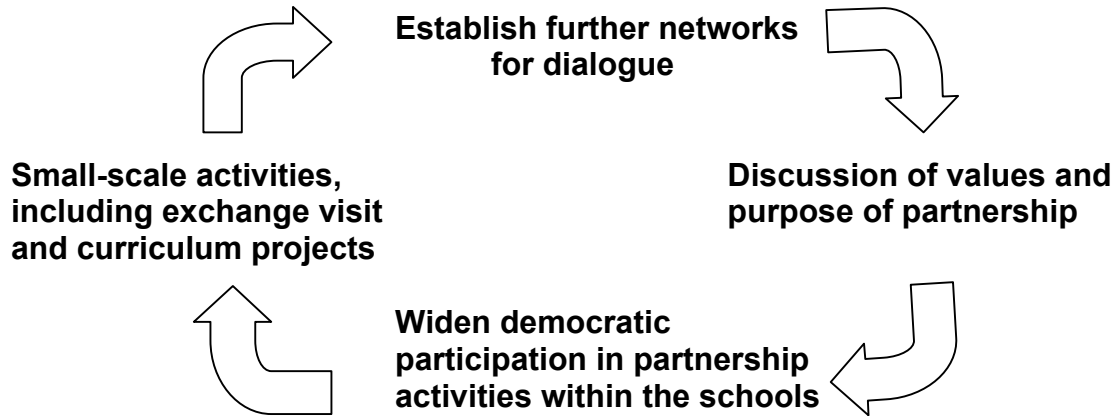 Establish further networks
for dialogue
Discussion of values and
purpose of partnership
Widen democratic
participation in partnership
activities within the schools
Small-scale activities,
including exchange visit
and curriculum projects